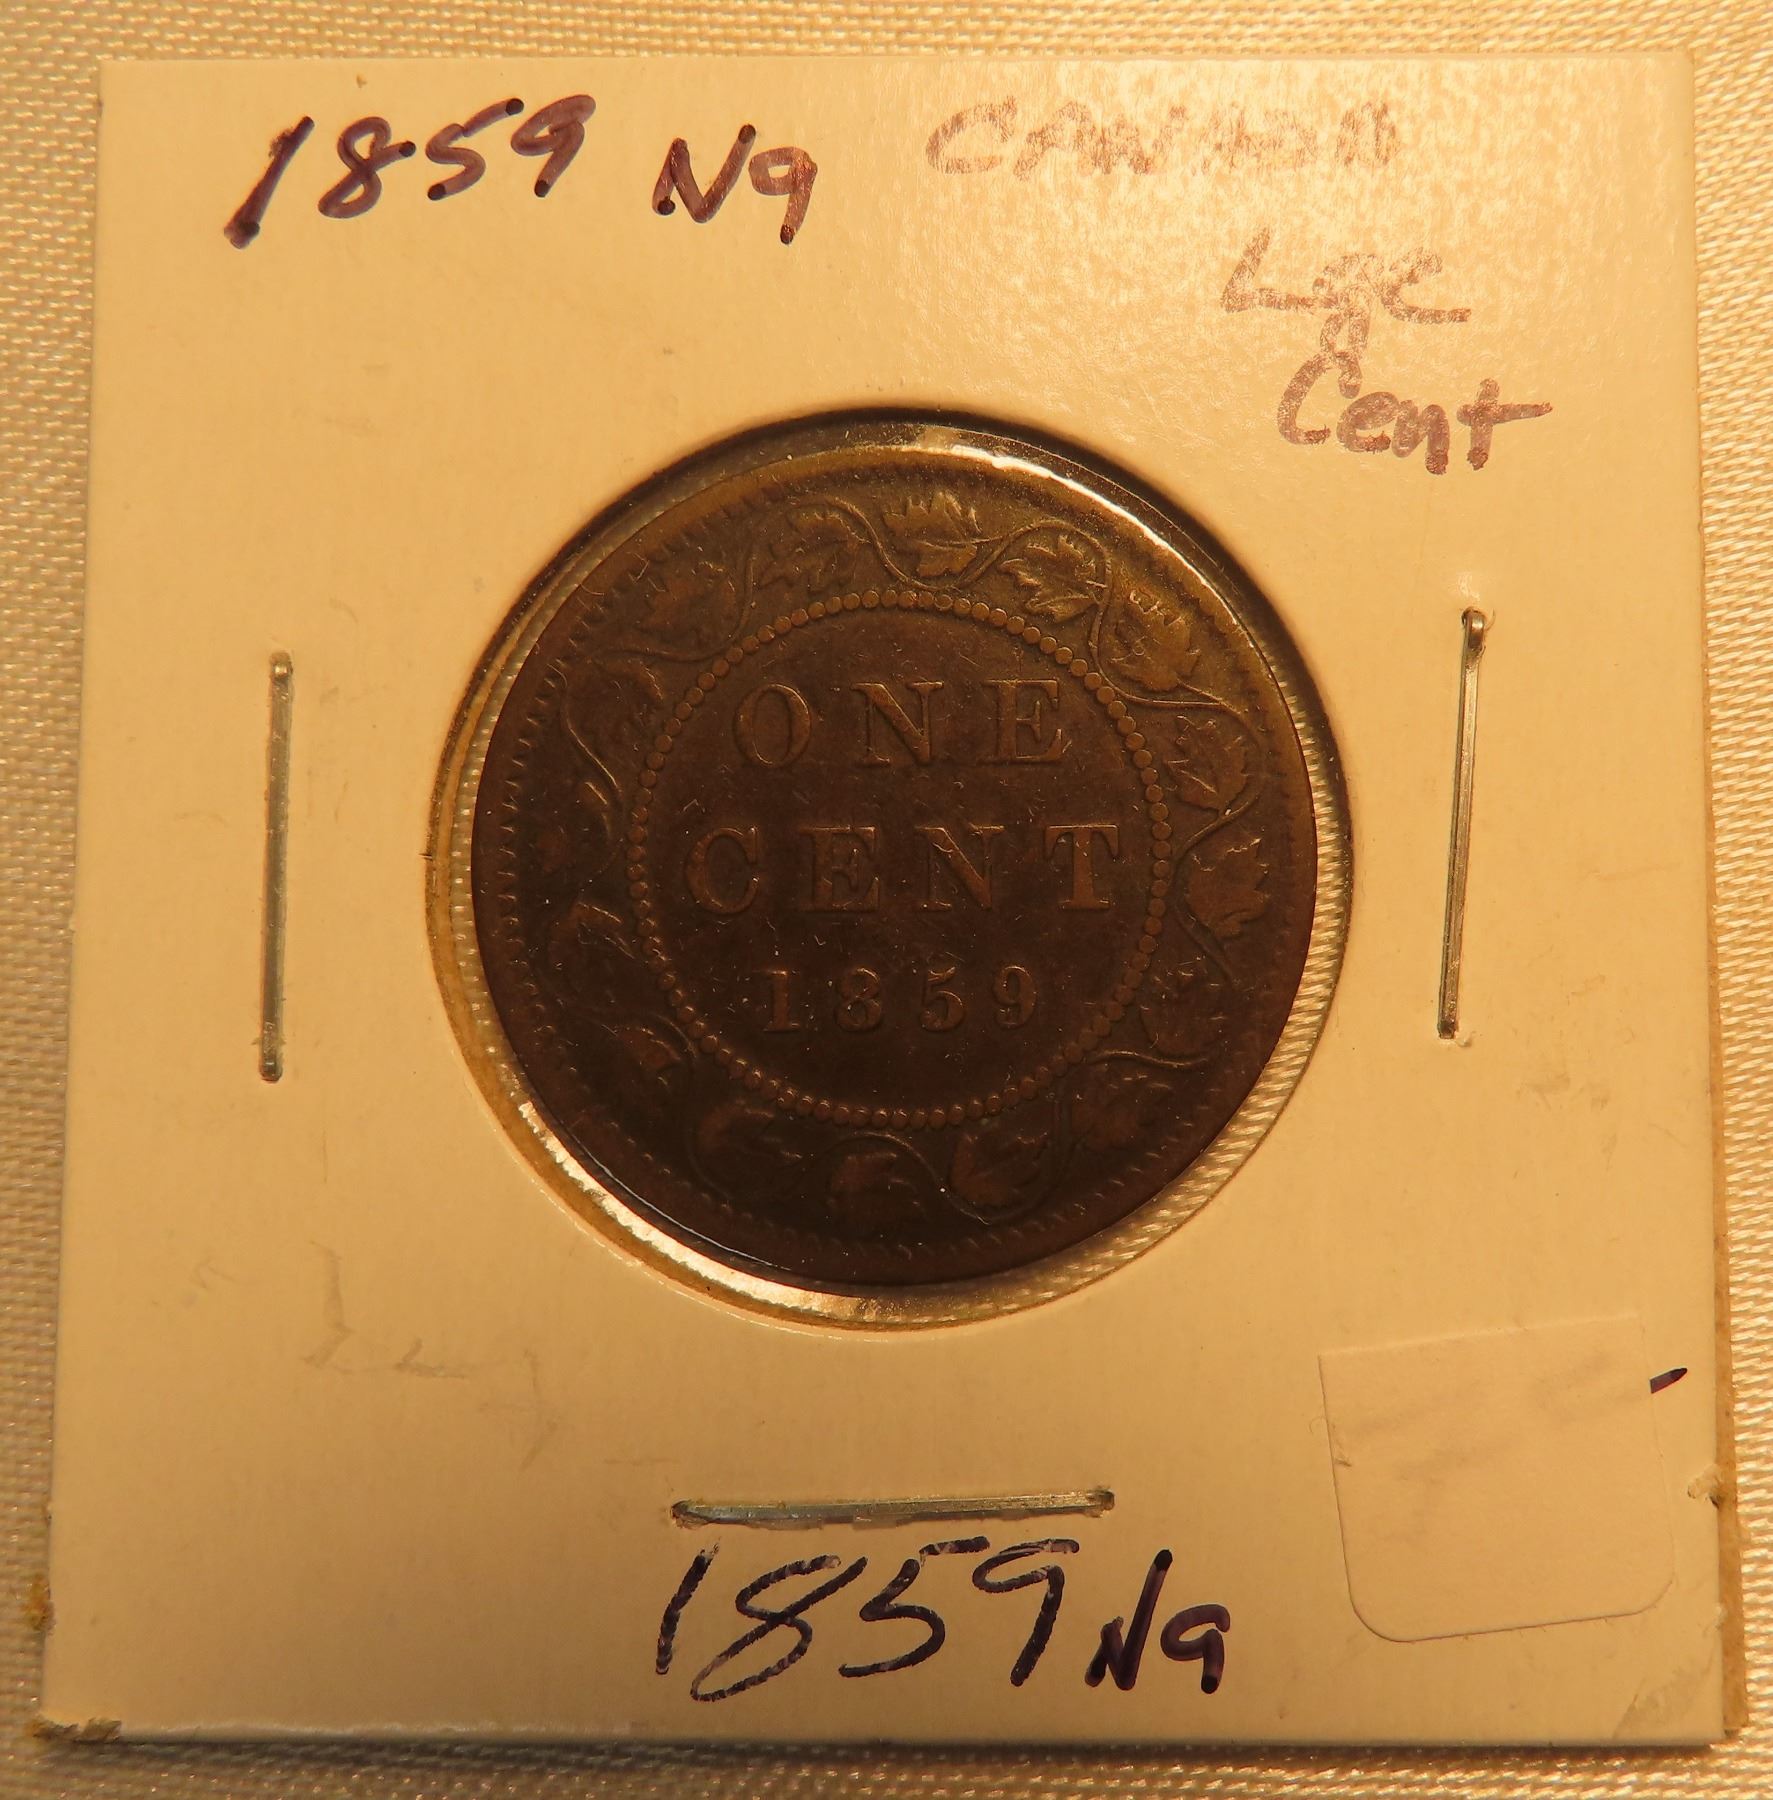 1859 N9 CANADA
Lge
Cent
ONE
CENT
1859
1859 N9